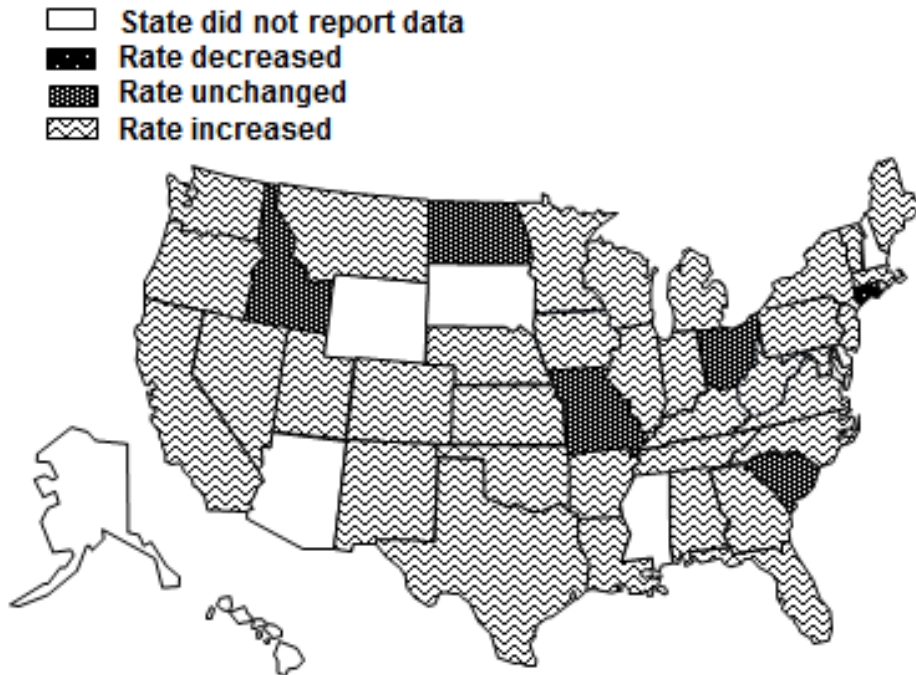 State did not report data
Rate decreased
Rate unchanged
Rate increased